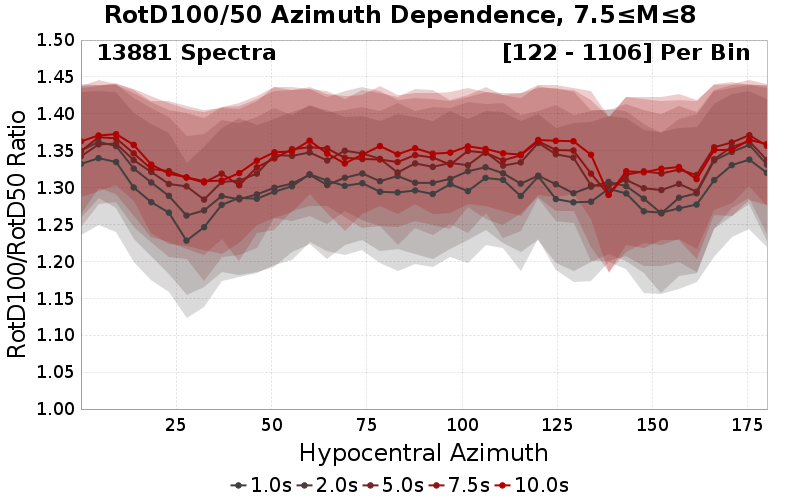 RotD100/50 Azimuth Dependence, 7.5≤M≤8
13881 Spectra
[122 - 1106] Per Bin
RotD100/RotD50 Ratio
1.50
1.45
1.40
1.35
1.30
1.25
1.20
1.15
1.10
1.05
1.00
25 50 75 100 125 150 175
Hypocentral Azimuth
1.0s 2.0s 5.0s 7.5s 10.0s